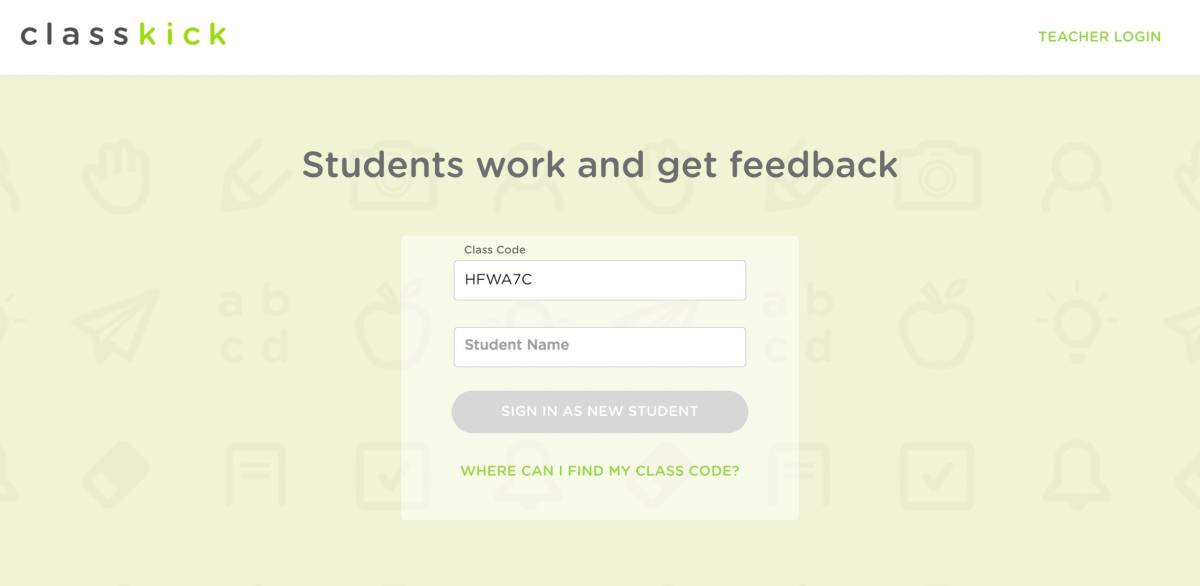 classkick
TEACHER LOGIN
Students work and get feedback
Class Code
HFWA7C
a b
c d
a b
c d
Student Name
SIGN IN AS NEW STUDENT
WHERE CAN I FIND MY CLASS CODE?